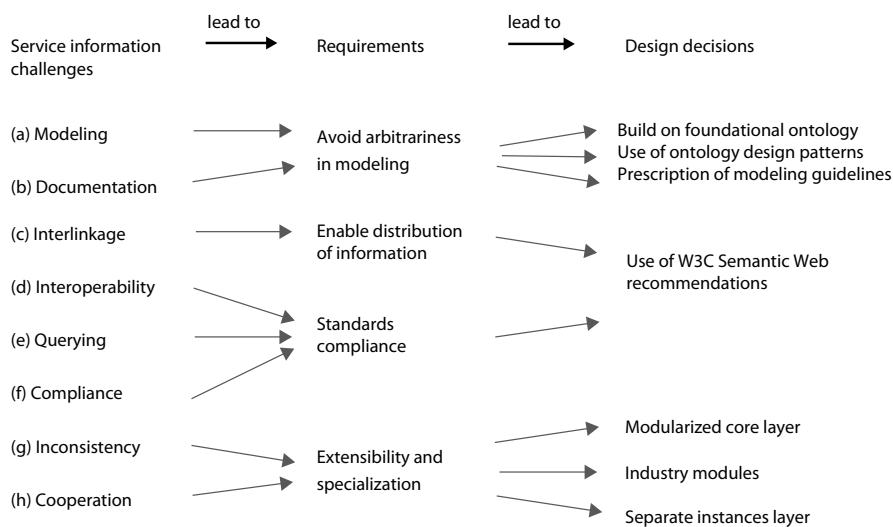 lead to
lead to
Service information
challenges
Requirements
Design decisions
(a) Modeling
(b) Documentation
Avoid arbitrariness
in modeling
Build on foundational ontology
Use of ontology design patterns
Prescription of modeling guidelines
(c) Interlinkage
Enable distribution
of information
(d) Interoperability
Use of W3C Semantic Web
recommendations
(e) Querying
Standards
compliance
(f) Compliance
(g) Inconsistency
(h) Cooperation
Extensibility and
specialization
Modularized core layer
Industry modules
Separate instances layer